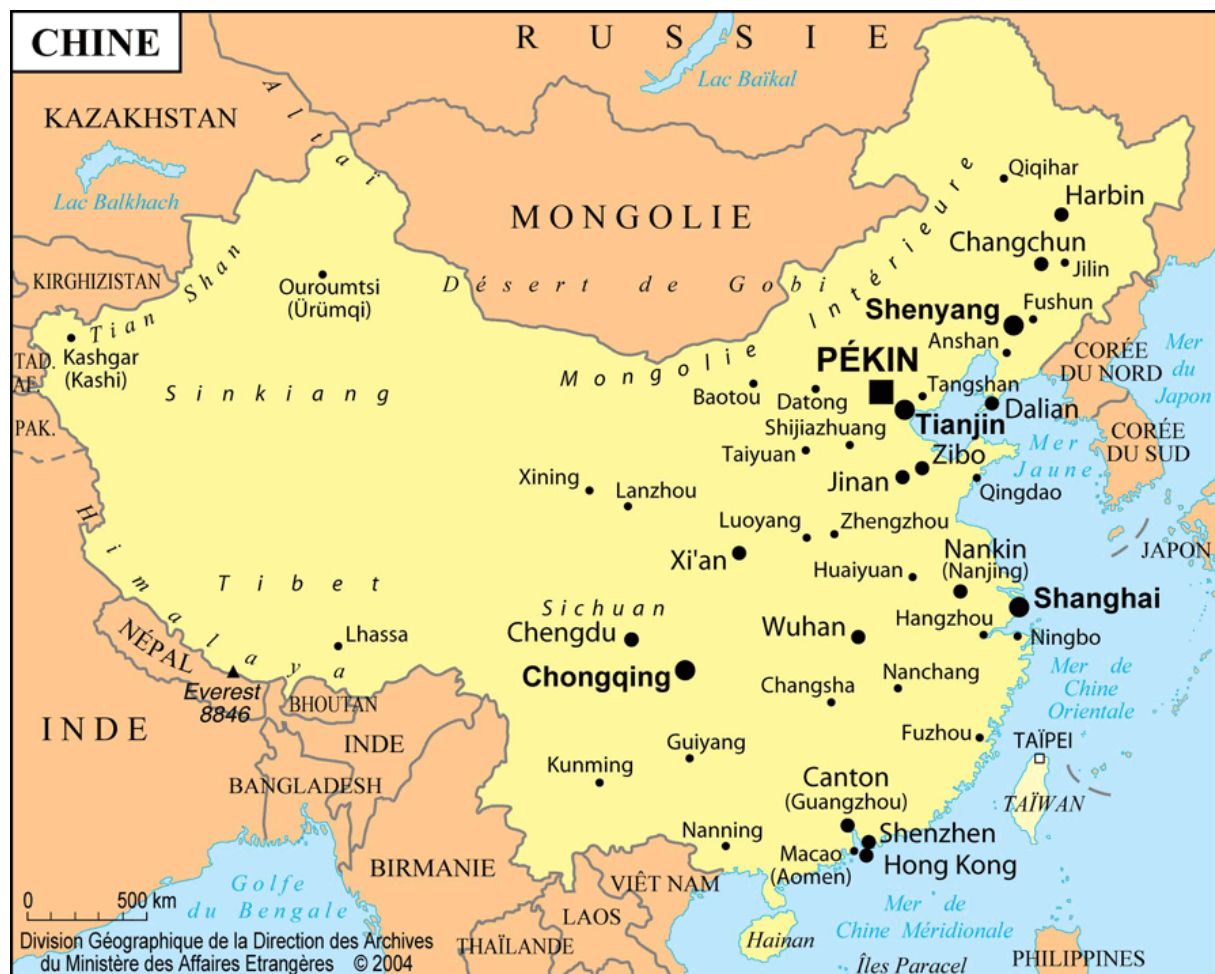 CHINE
R U S S I E
Lac Baïkal
Altaï
KAZAKHSTAN
Lac Balkhach
MONGOLIE
Qiqihar
Harbin
Changchun
Jilin
KIRGHIZISTAN
Tian Shan
Ouroumtsi
(Ürümqi)
Désert de Gobi
Mongolie Intérieure
Fushun
Shenyang
Anshan
Kashgar
(Kashi)
TAD.
AF.
PAK.
Sinkiang
PÉKIN
Baotou
Datong
Tangshan
Dalian
Tianjin
CORÉE
DU NORD
Mer
du
Japon
CORÉE
DU SUD
Mer
Jaune
Shijiazhuang
Taiyuan
Zibo
Jinan
Qingdao
Xining
Lanzhou
Luoyang
Zhengzhou
Xi'an
Huaiyuan
Nankin
(Nanjing)
JAPON
Himalaya
Tibet
Sichuan
Chengdu
Chongqing
Wuhan
Hangzhou
Shanghai
Ningbo
NÉPAL
Lhassa
Everest
8846
BHOUTAN
Nanchang
Changsha
Mer de
Chine
Orientale
INDE
INDE
BANGLADESH
Guiyang
Kunming
Fuzhou
TAÏPEI
TAÏWAN
Canton
(Guangzhou)
Shenzhen
Hong Kong
Macao
(Aomen)
Nanning
BIRMANIE
VIÊT NAM
LAOS
THAÏLANDE
Golfe
du Bengale
Hainan
Mer de
Chine Méridionale
Îles Paracel
PHILIPPINES
0 500 km
Division Géographique de la Direction des Archives
du Ministère des Affaires Etrangères © 2004